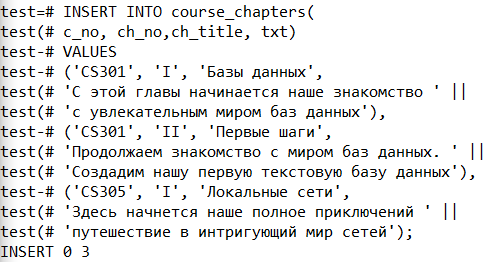 test=# INSERT INTO course_chapters(
test(# c_no, ch_no,ch_title, txt)
test-# VALUES
test-# ('CS301', 'I', 'Базы данных',
test(# 'С этой главы начинается наше знакомство ' ||
test(# 'с увлекательным миром баз данных'),
test-# ('CS301', 'II', 'Первые шаги',
test(# 'Продолжаем знакомство с миром баз данных. ' ||
test(# 'Создадим нашу первую текстовую базу данных'),
test-# ('CS305', 'I', 'Локальные сети',
test(# 'Здесь начнется наше полное приключений ' ||
test(# 'путешествие в интригующий мир сетей');
INSERT 0 3